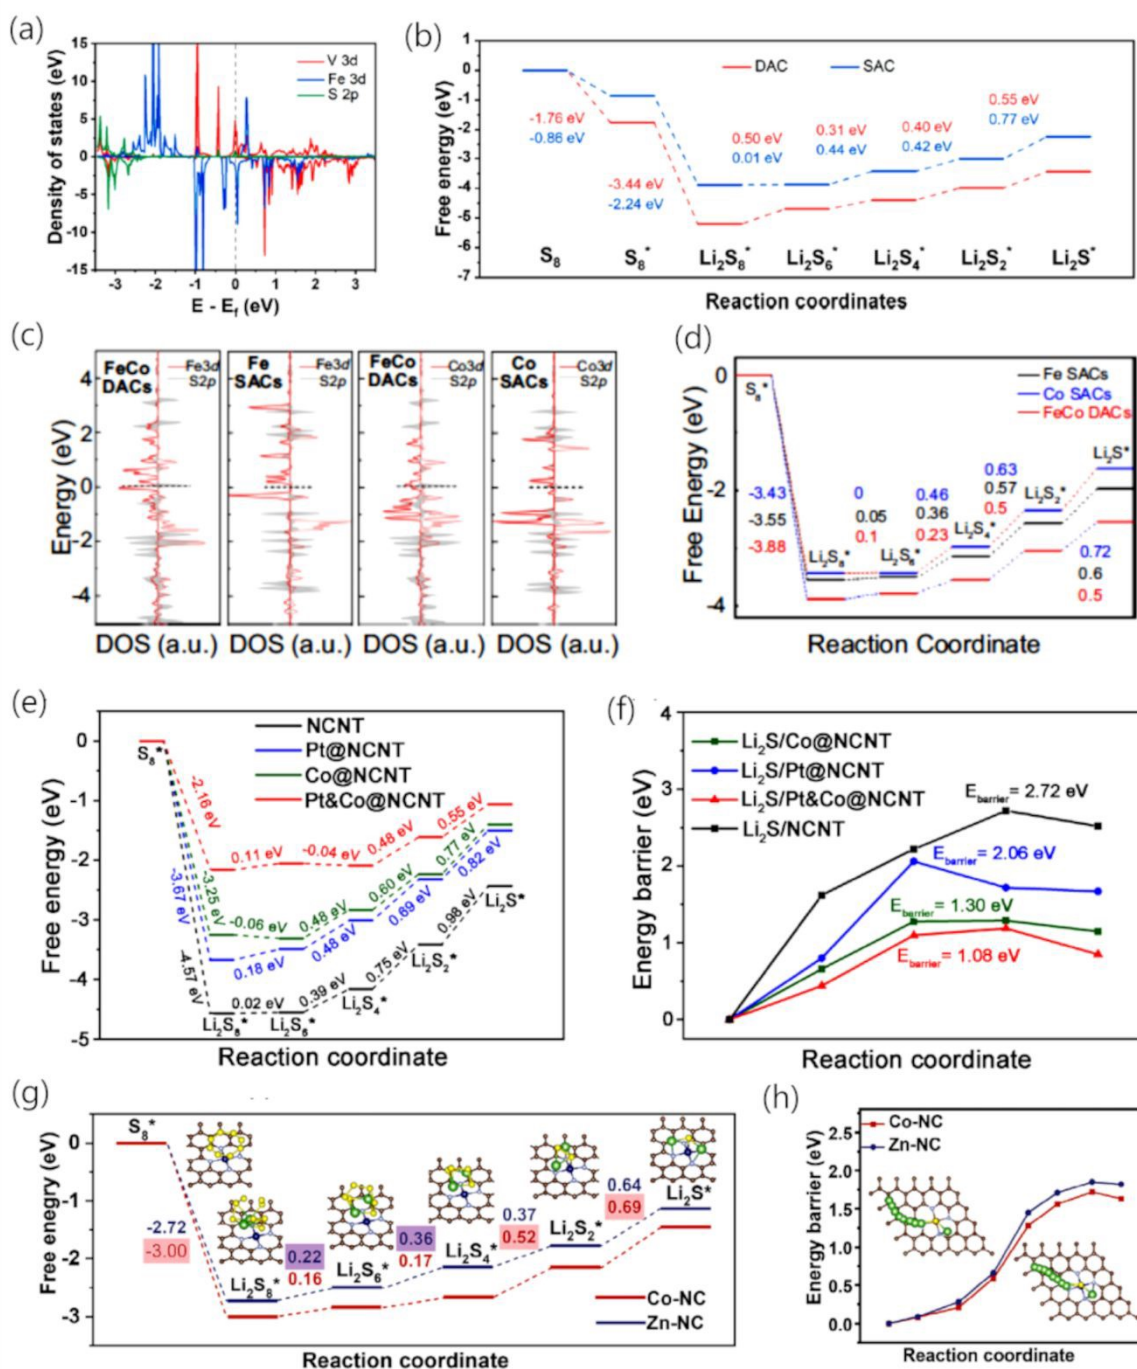 (a)
15
10
5
0
-5
-10
-15
-3 -2 -1 0 1 2 3
Density of states (eV)
E - Ef (eV)
V 3d
Fe 3d
S 2p
(b)
0
-1
-2
-3
-4
-5
-6
-7
Free energy (eV)
DAC SAC
-1.76 eV
-0.86 eV
-3.44 eV
-2.24 eV
0.50 eV
0.01 eV
0.31 eV
0.44 eV
0.40 eV
0.42 eV
0.55 eV
0.77 eV
S8 S8* Li2S8* Li2S6* Li2S4* Li2S2* Li2S*
Reaction coordinates
(c)
Energy (eV)
4
2
0
-2
-4
FeCo DACs
Fe3d
S2p
Fe SACs
Fe3d
S2p
FeCo DACs
Co3d
S2p
Co SACs
Co3d
S2p
DOS (a.u.) DOS (a.u.) DOS (a.u.) DOS (a.u.)
(d)
0
-2
-4
Free Energy (eV)
Fe SACs
Co SACs
FeCo DACs
S8*
-3.43
-3.55
-3.88
Li2S8*
0
0.05
0.1
Li2S6*
0.46
0.36
0.23
Li2S4*
0.63
0.57
0.5
Li2S2*
Li2S*
0.72
0.6
0.5
Reaction Coordinate
(e)
0
-1
-2
-3
-4
-5
Free energy (eV)
NCNT
Pt@NCNT
Co@NCNT
Pt&Co@NCNT
S8*
-2.16 eV
0.11 eV
-0.04 eV
0.48 eV
0.55 eV
-3.25 eV
-0.06 eV
0.48 eV
0.60 eV
0.77 eV
-3.67 eV
0.18 eV
0.48 eV
0.69 eV
0.82 eV
-4.57 eV
0.02 eV
0.39 eV
0.75 eV
0.98 eV
Li2S8*
Li2S6*
Li2S4*
Li2S2*
Li2S*
Reaction coordinate
(f)
4
3
2
1
0
Energy barrier (eV)
Li2S/Co@NCNT
Li2S/Pt@NCNT
Li2S/Pt&Co@NCNT
Li2S/NCNT
Ebarrier= 2.72 eV
Ebarrier= 2.06 eV
Ebarrier= 1.30 eV
Ebarrier= 1.08 eV
Reaction coordinate
(g)
0
-1
-2
-3
Free enegry (eV)
S8*
-2.72
-3.00
Li2S8*
0.22
0.16
Li2S6*
0.36
0.17
Li2S4*
0.37
0.52
Li2S2*
0.64
0.69
Li2S*
Co-NC
Zn-NC
Reaction coordinate
(h)
2.5
2.0
1.5
1.0
0.5
0.0
Energy barrier (eV)
Co-NC
Zn-NC
Reaction coordinate